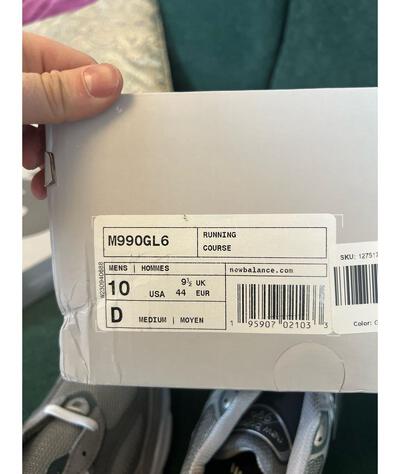 M990GL6
RUNNING
COURSE
MENS | HOMMES
newbalance.com
10 USA
9½ UK
44 EUR
D MEDIUM | MOYEN
1 95907 02103 3
SKU: 12751
Color: G